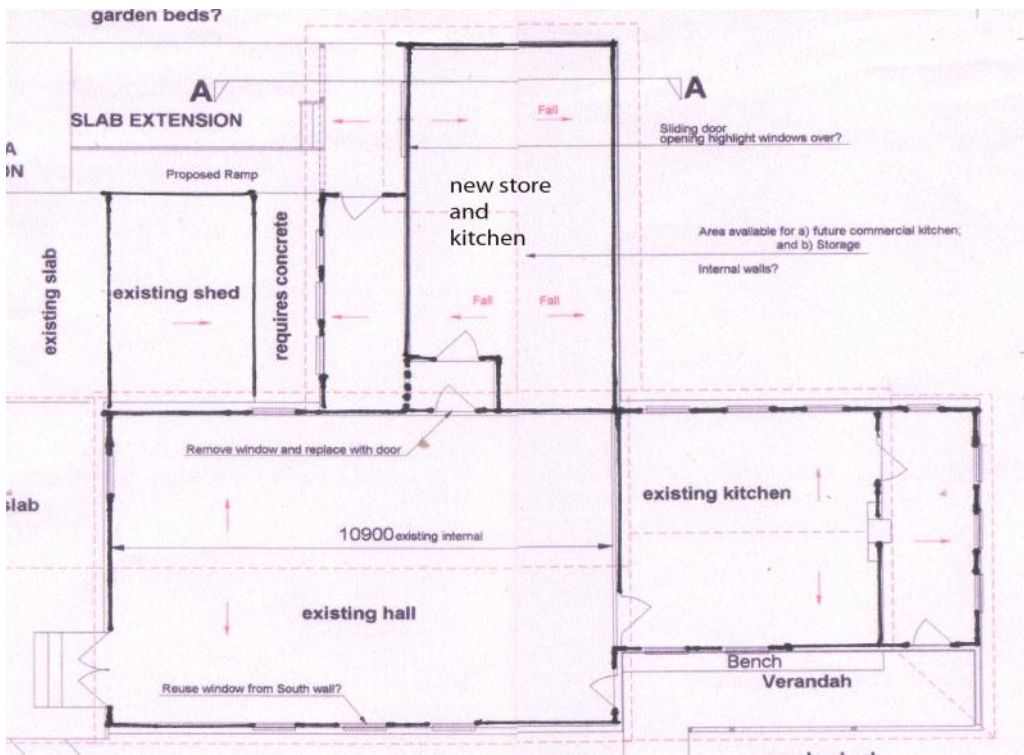 garden beds?
A
A
SLAB EXTENSION
Fall
Sliding door
opening highlight windows over?
A
ON
Proposed Ramp
new store
and
kitchen
existing slab
existing shed
requires concrete
Area available for a) future commercial kitchen;
and b) Storage
Internal walls?
Fall
Fall
Remove window and replace with door
slab
existing kitchen
10900 existing internal
existing hall
Reuse window from South wall?
Bench
Verandah